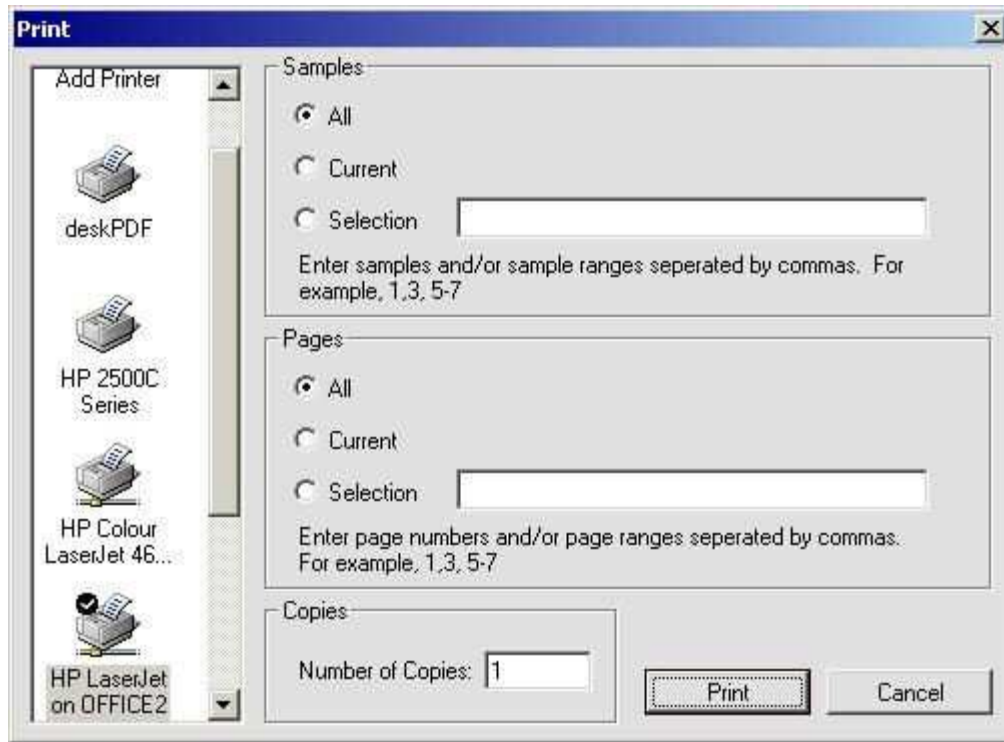 Print
Add Printer
deskPDF
HP 2500C
Series
HP Colour
LaserJet 46...
HP LaserJet
on OFFICE2
Samples
All
Current
Selection
Enter samples and/or sample ranges seperated by commas. For
example, 1,3, 5-7
Pages
All
Current
Selection
Enter page numbers and/or page ranges seperated by commas.
For example, 1,3, 5-7
Copies
Number of Copies: 1
Print
Cancel